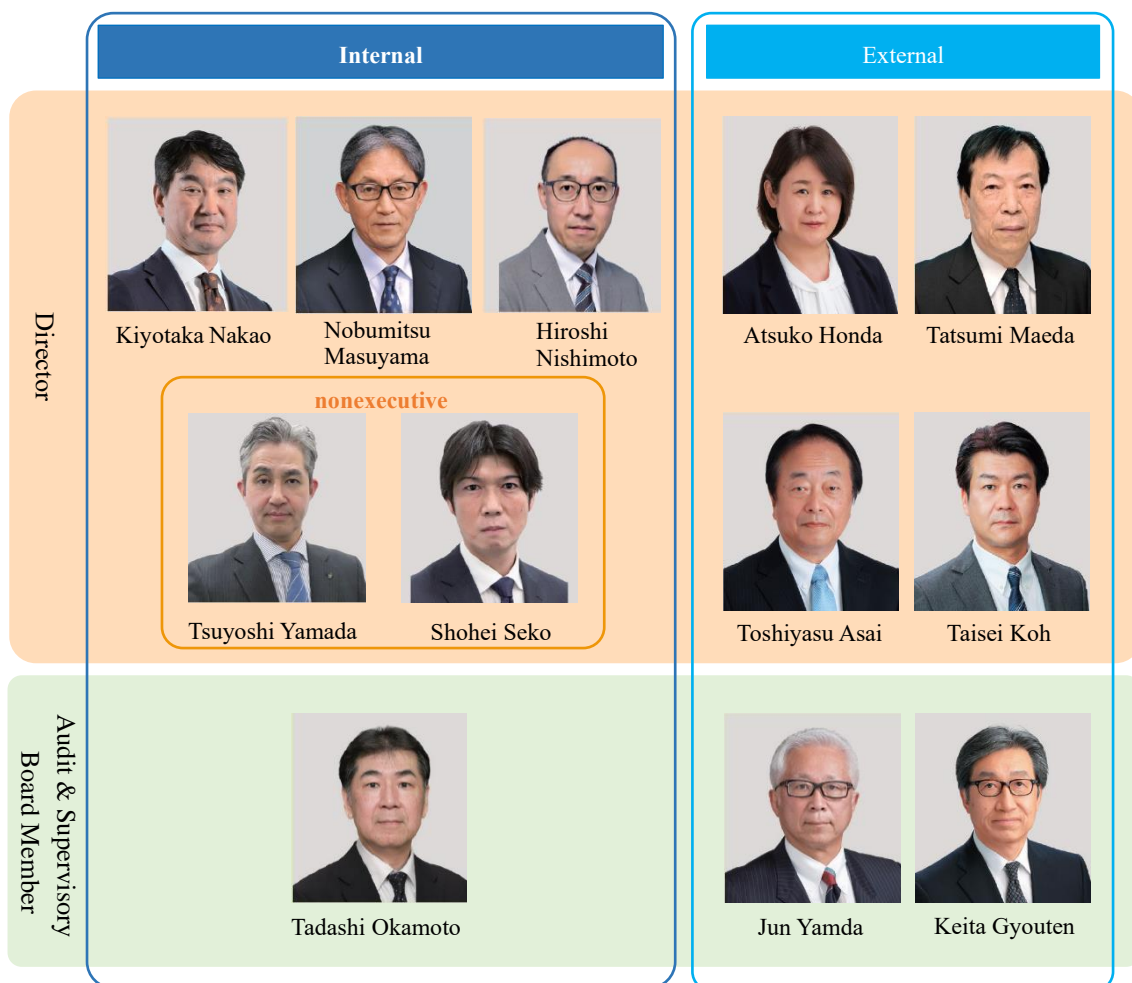 Internal
External
Director
Kiyotaka Nakao
Nobumitsu
Masuyama
Hiroshi
Nishimoto
Atsuko Honda
Tatsumi Maeda
nonexecutive
Tsuyoshi Yamada
Shohei Seko
Toshiyasu Asai
Taisei Koh
Audit & Supervisory
Board Member
Tadashi Okamoto
Jun Yamda
Keita Gyouten